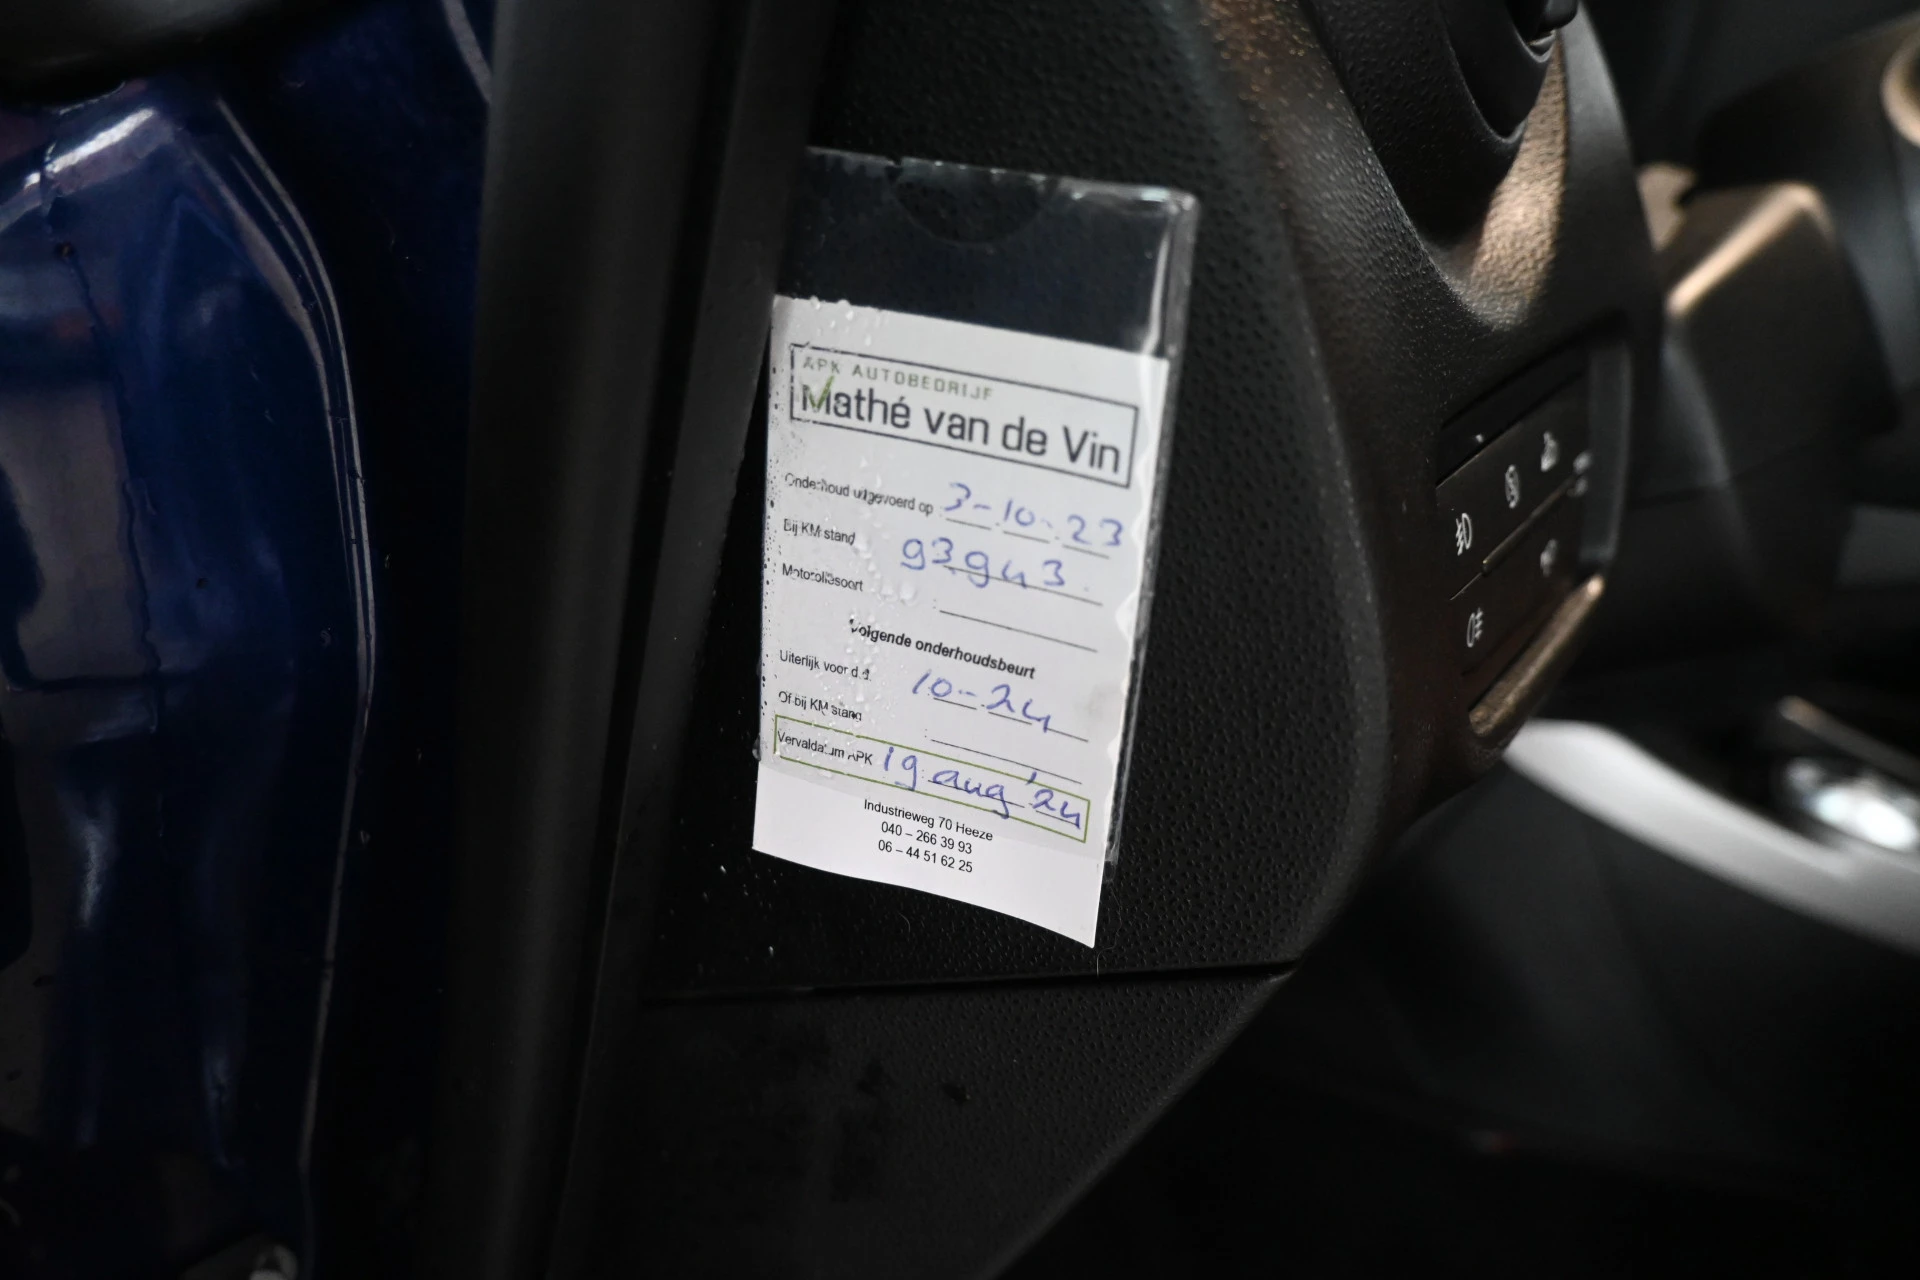 APK AUTOBEDRIJF
Mathé van de Vin
Onderhoud uitgevoerd op 3-10-23
Bij KM stand 93943
Motoroliesoort :
Volgende onderhoudsbeurt
Uiterlijk voor d.d. : 10-24
Of bij KM stand :
Vervaldatum APK 19 aug '24
Industrieweg 70 Heeze
040 – 266 39 93
06 – 44 51 62 25